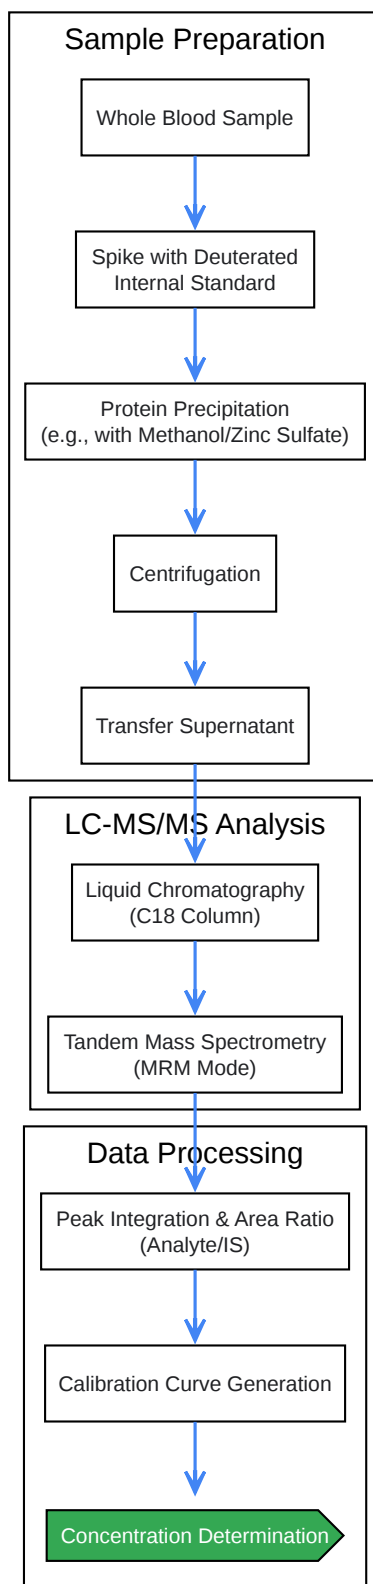 Sample Preparation
Whole Blood Sample
Spike with Deuterated
Internal Standard
Protein Precipitation
(e.g., with Methanol/Zinc Sulfate)
Centrifugation
Transfer Supernatant
LC-MS/MS Analysis
Liquid Chromatography
(C18 Column)
Tandem Mass Spectrometry
(MRM Mode)
Data Processing
Peak Integration & Area Ratio
(Analyte/IS)
Calibration Curve Generation
Concentration Determination